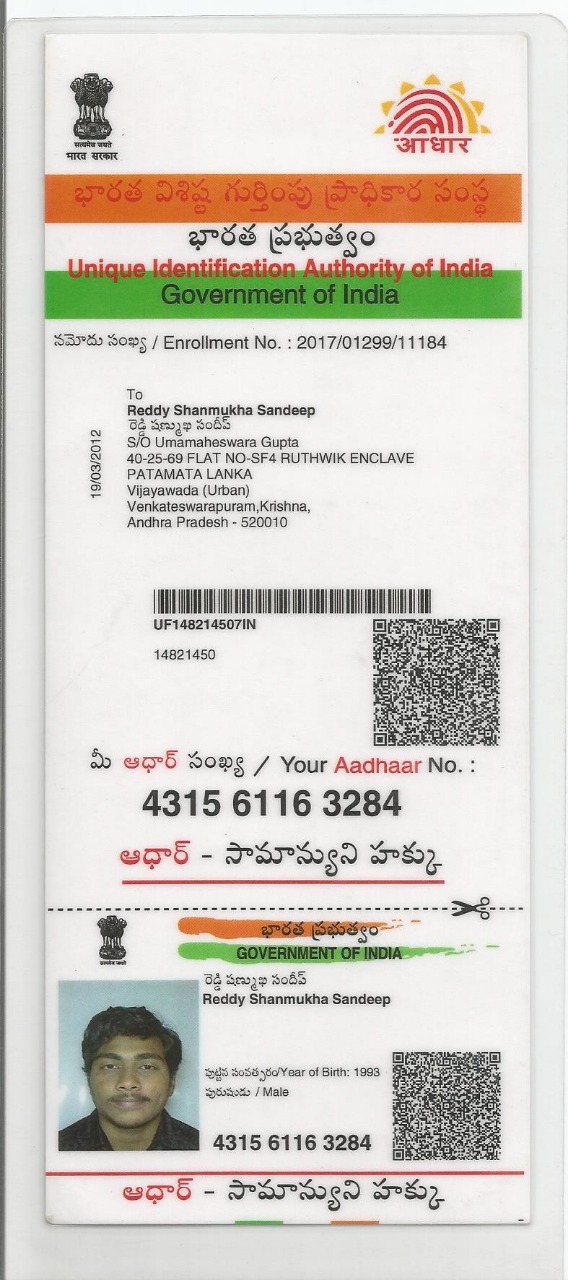 सत्यमेव जयते
भारत सरकार
आधार
భారత విశిష్ట గుర్తింపు ప్రాధికార సంస్థ
భారత ప్రభుత్వం
Unique Identification Authority of India
Government of India
నమోదు సంఖ్య / Enrollment No. : 2017/01299/11184
19/03/2012
To
Reddy Shanmukha Sandeep
రెడ్డి షణ్ముఖ సందీప్
S/O Umamaheswara Gupta
40-25-69 FLAT NO-SF4 RUTHWIK ENCLAVE
PATAMATA LANKA
Vijayawada (Urban)
Venkateswarapuram,Krishna,
Andhra Pradesh - 520010
UF148214507IN
14821450
మీ ఆధార్ సంఖ్య / Your Aadhaar No. :
4315 6116 3284
ఆధార్ - సామాన్యుని హక్కు
सत्यमेव जयते
భారత ప్రభుత్వం
GOVERNMENT OF INDIA
రెడ్డి షణ్ముఖ సందీప్
Reddy Shanmukha Sandeep
పుట్టిన సంవత్సరం/Year of Birth: 1993
పురుషుడు / Male
4315 6116 3284
ఆధార్ - సామాన్యుని హక్కు